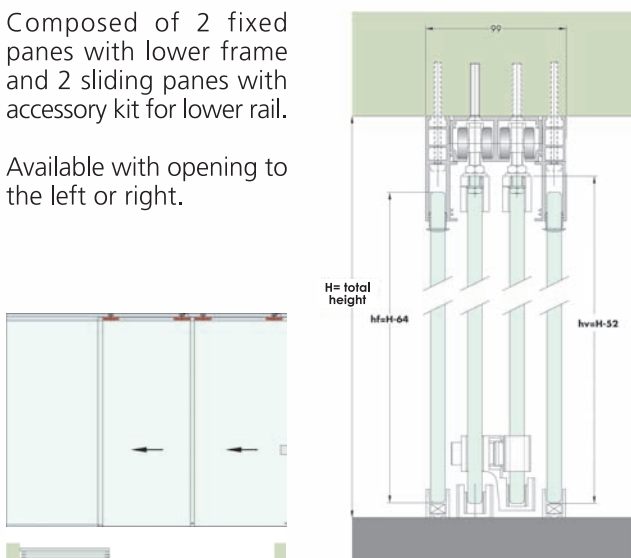 Composed of 2 fixed
panes with lower frame
and 2 sliding panes with
accessory kit for lower rail.
Available with opening to
the left or right.
99
H= total
height
hf=H-64
hv=H-52